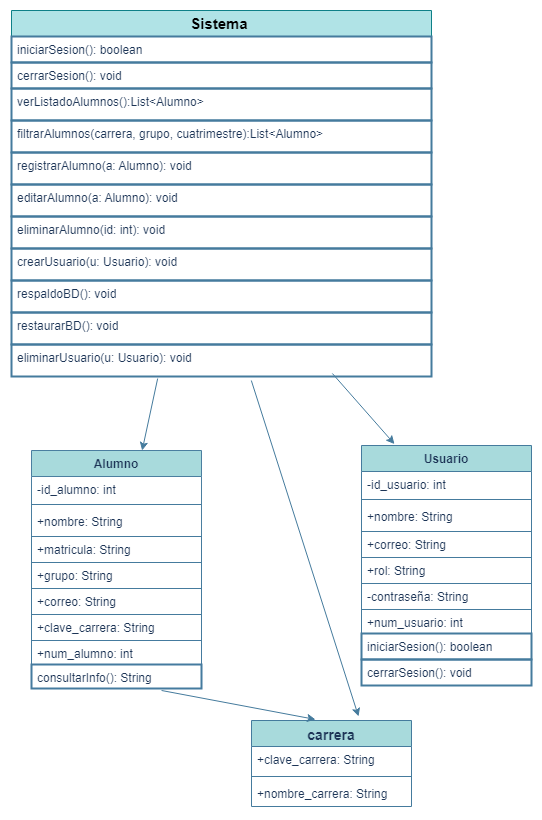 Sistema
iniciarSesion(): boolean
cerrarSesion(): void
verListadoAlumnos():List<Alumno>
filtrarAlumnos(carrera, grupo, cuatrimestre):List<Alumno>
registrarAlumno(a: Alumno): void
editarAlumno(a: Alumno): void
eliminarAlumno(id: int): void
crearUsuario(u: Usuario): void
respaldoBD(): void
restaurarBD(): void
eliminarUsuario(u: Usuario): void
Alumno
-id_alumno: int
+nombre: String
+matricula: String
+grupo: String
+correo: String
+clave_carrera: String
+num_alumno: int
consultarInfo(): String
Usuario
-id_usuario: int
+nombre: String
+correo: String
+rol: String
-contraseña: String
+num_usuario: int
iniciarSesion(): boolean
cerrarSesion(): void
carrera
+clave_carrera: String
+nombre_carrera: String